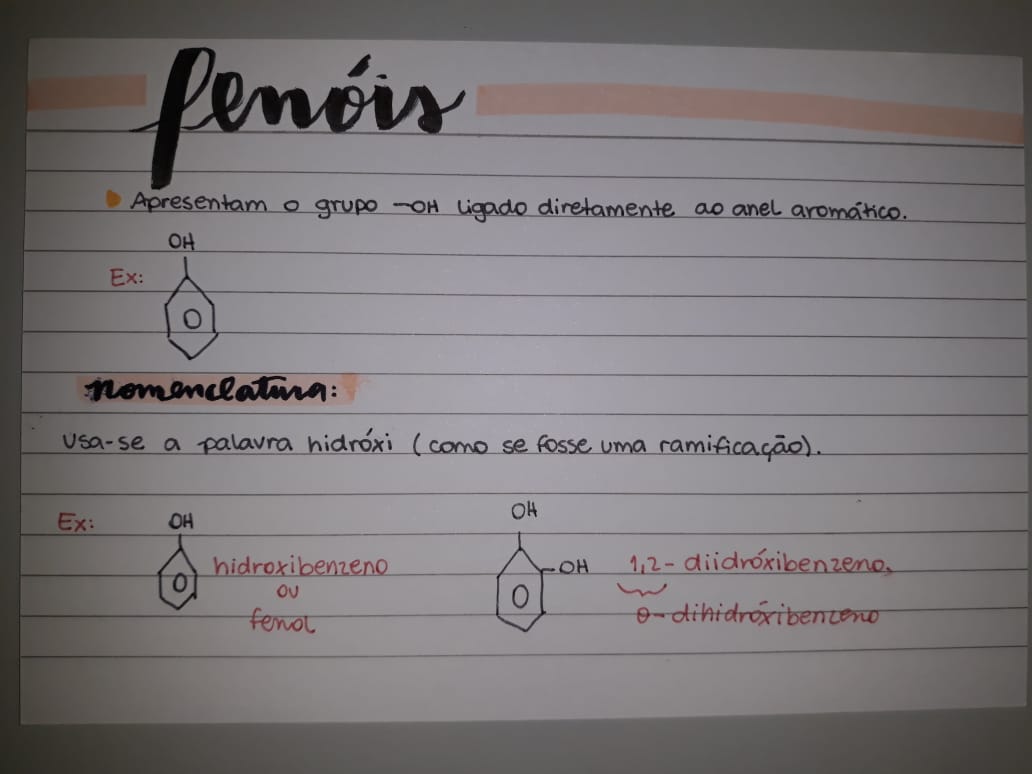 fenóis
Apresentam o grupo -OH ligado diretamente ao anel aromático.
OH
Ex:
nomenclatura:
Usa-se a palavra hidróxi (como se fosse uma ramificação).
Ex:
OH
hidroxibenzeno
ou
fenol
OH
OH
1,2- diidróxibenzeno,
o-dihidróxibenzeno